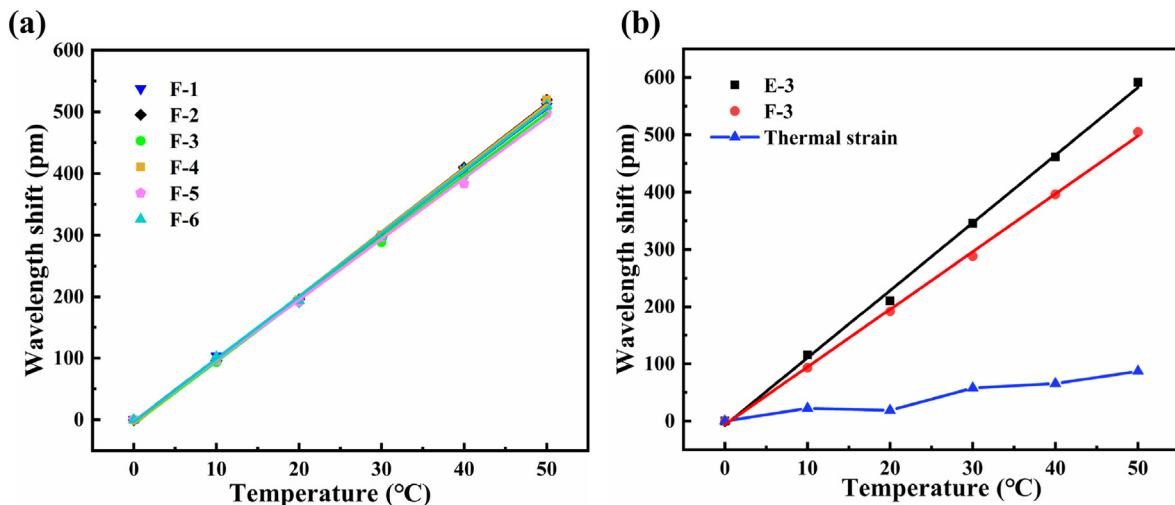 (a)
Wavelength shift (pm)
600
500
400
300
200
100
0
F-1
F-2
F-3
F-4
F-5
F-6
0 10 20 30 40 50
Temperature (°C)
(b)
Wavelength shift (pm)
600
500
400
300
200
100
0
E-3
F-3
Thermal strain
0 10 20 30 40 50
Temperature (°C)